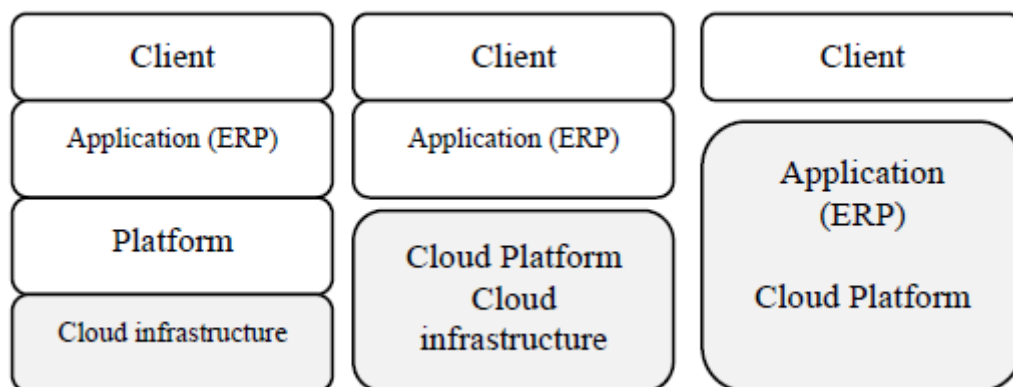 Client
Application (ERP)
Platform
Cloud infrastructure
Client
Application (ERP)
Cloud Platform
Cloud
infrastructure
Client
Application
(ERP)
Cloud Platform